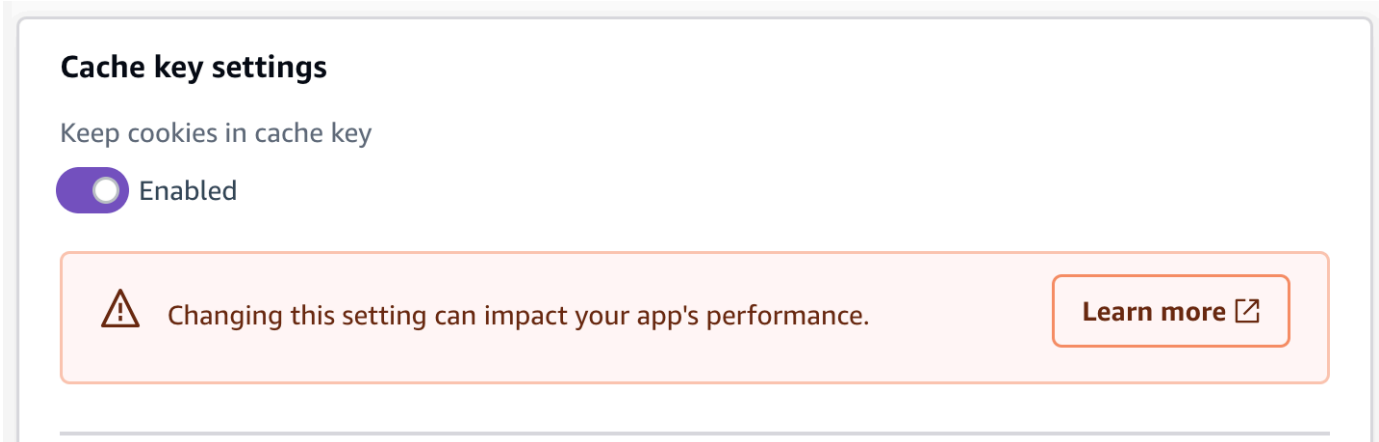 Cache key settings
Keep cookies in cache key
Enabled
Changing this setting can impact your app's performance.
Learn more